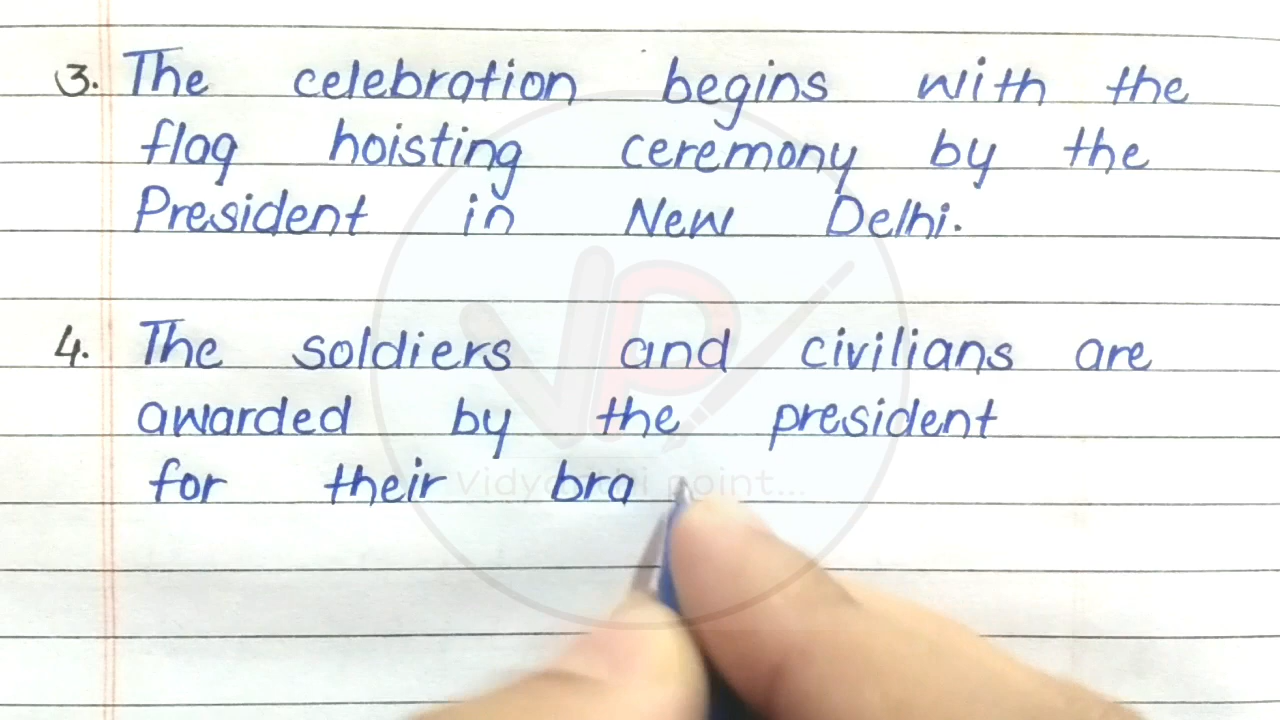 3. The celebration begins with the
flag hoisting ceremony by the
President in New Delhi.
4. The soldiers and civilians are
awarded by the president
for their bra
VP